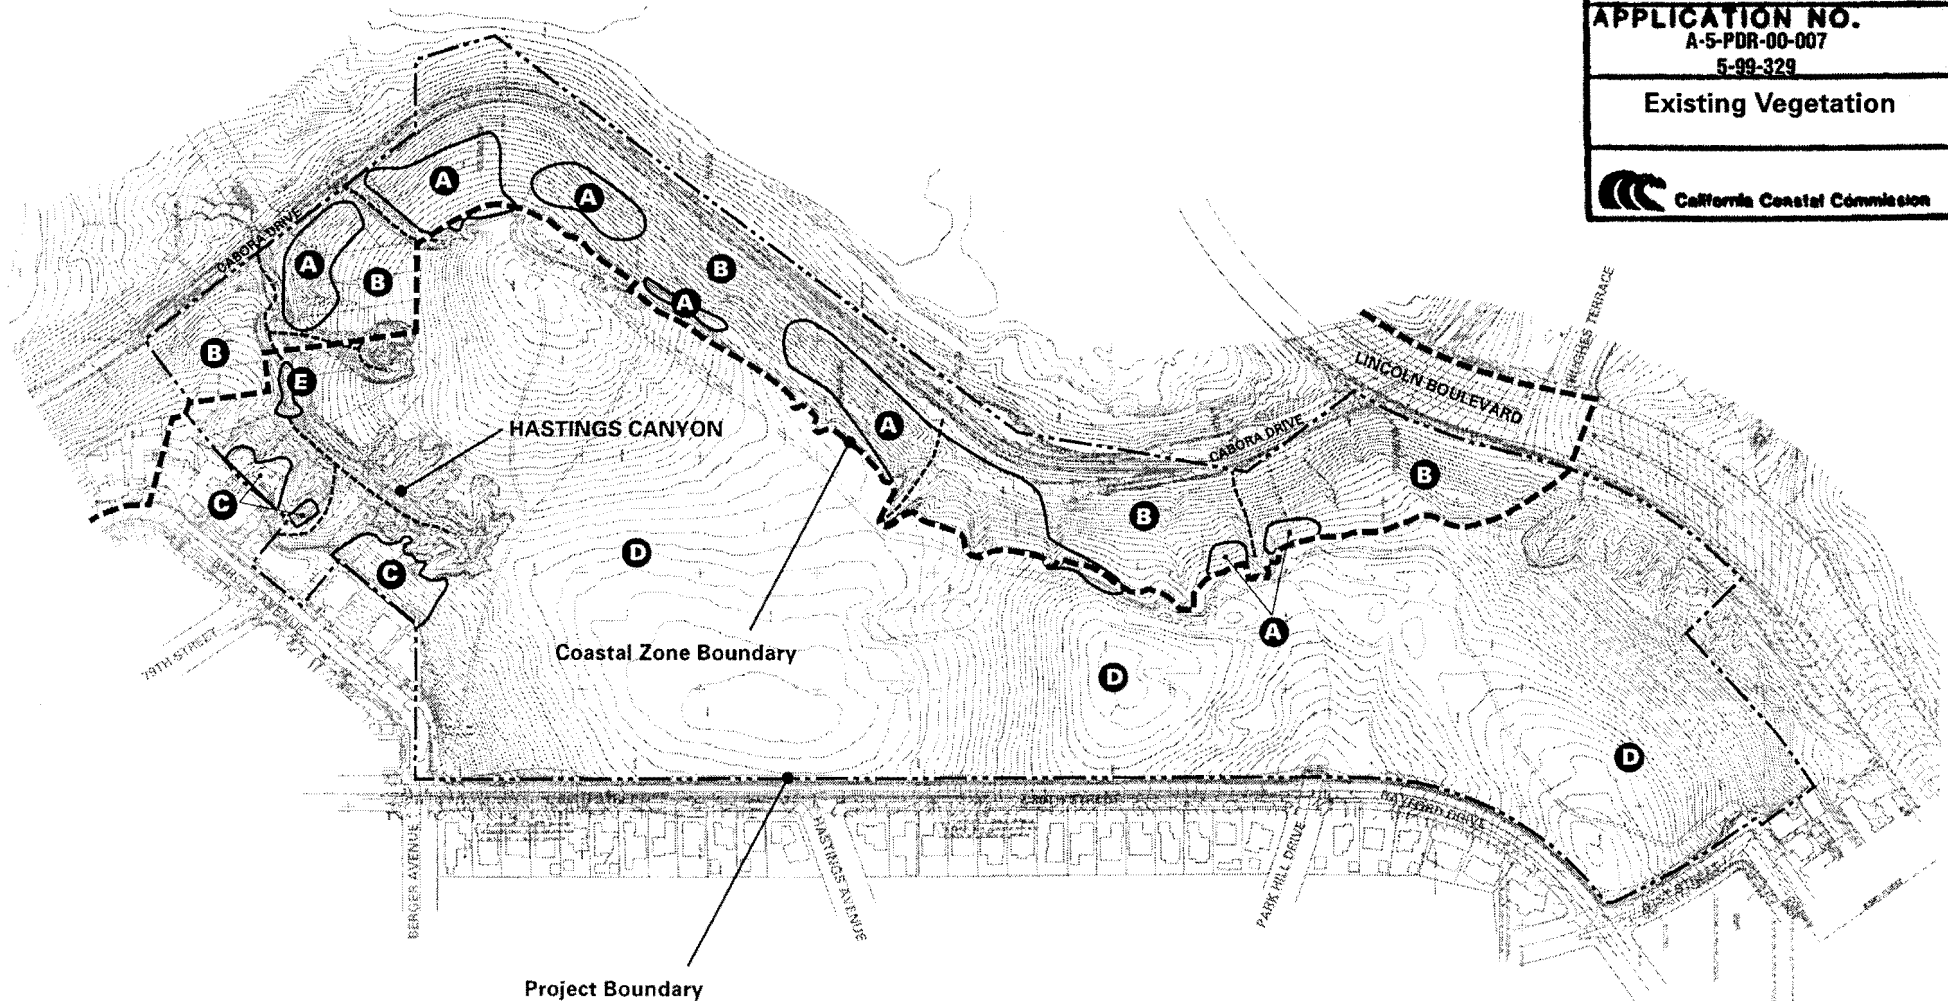 APPLICATION NO.
A-5-PDR-00-007
5-99-329
Existing Vegetation
California Coastal Commission
A
A
CABORA DRIVE
A
B
B
A
HUGHES TERRACE
B
E
LINCOLN BOULEVARD
HASTINGS CANYON
A
CABORA DRIVE
B
C
B
D
C
A
79TH STREET
Coastal Zone Boundary
D
D
80TH STREET
BERGER AVENUE
HASTINGS AVENUE
PARK HILL DRIVE
RAYFORD DRIVE
Project Boundary